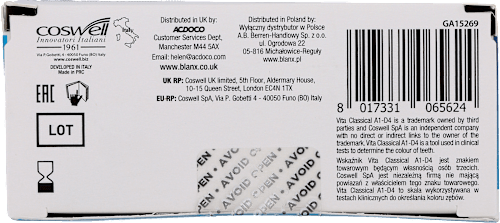 coswell
Innovatori Italiani
1961
Via P. Gobetti, 4 - 40050 Funo (BO) Italy
www.coswell.biz
DEVELOPED IN ITALY
Made in PRC
EAC
LOT
Distributed in UK by:
ACDOCO
Customer Services Dept,
Manchester M44 5AX
Email: helen@acdoco.com
www.blanx.co.uk
Distributed in Poland by:
Wyłączny dystrybutor w Polsce
A.B. Berren-Handlowy Sp. z o.o.
ul. Ogrodowa 22
05-816 Michałowice-Reguły
www.blanx.pl
UK RP: Coswell UK limited, 5th Floor, Aldermary House,
10-15 Queen Street, London EC4N 1TX
EU-RP: Coswell SpA, Via P. Gobetti 4 - 40050 Funo (BO) Italy
OPEN • AVOID
GA15269
8 017331 065624
Vita Classical A1-D4 is a trademark owned by third
parties and Coswell SpA is an independent company
with no direct or indirect links to the owner of the
trademark. Vita Classical A1-D4 is a tool used in clinical
tests to determine the colour of teeth.
Wskaźnik Vita Classical A1-D4 jest znakiem
towarowym będącym własnością osób trzecich.
Coswell SpA jest niezależną firmą nie mającą
powiązań z właścicielem tego znaku towarowego.
Vita Classical A1-D4 to skala wykorzystywana w
testach klinicznych do określania koloru zębów.